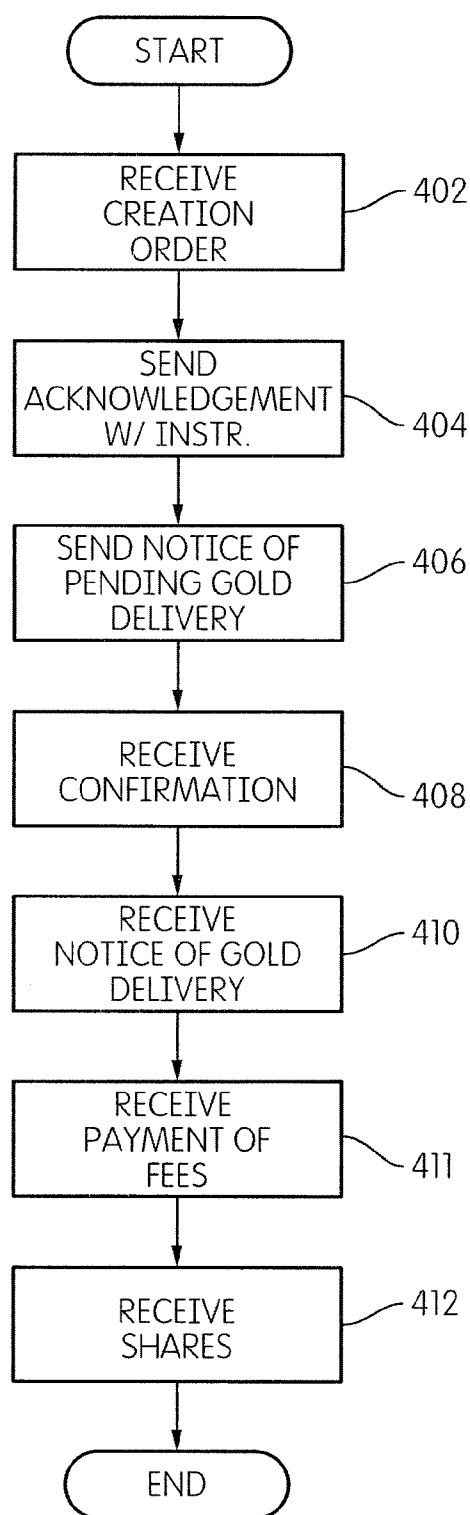 START
RECEIVE
CREATION
ORDER
402
SEND
ACKNOWLEDGEMENT
W/ INSTR.
404
SEND NOTICE OF
PENDING GOLD
DELIVERY
406
RECEIVE
CONFIRMATION
408
RECEIVE
NOTICE OF GOLD
DELIVERY
410
RECEIVE
PAYMENT OF
FEES
411
RECEIVE
SHARES
412
END